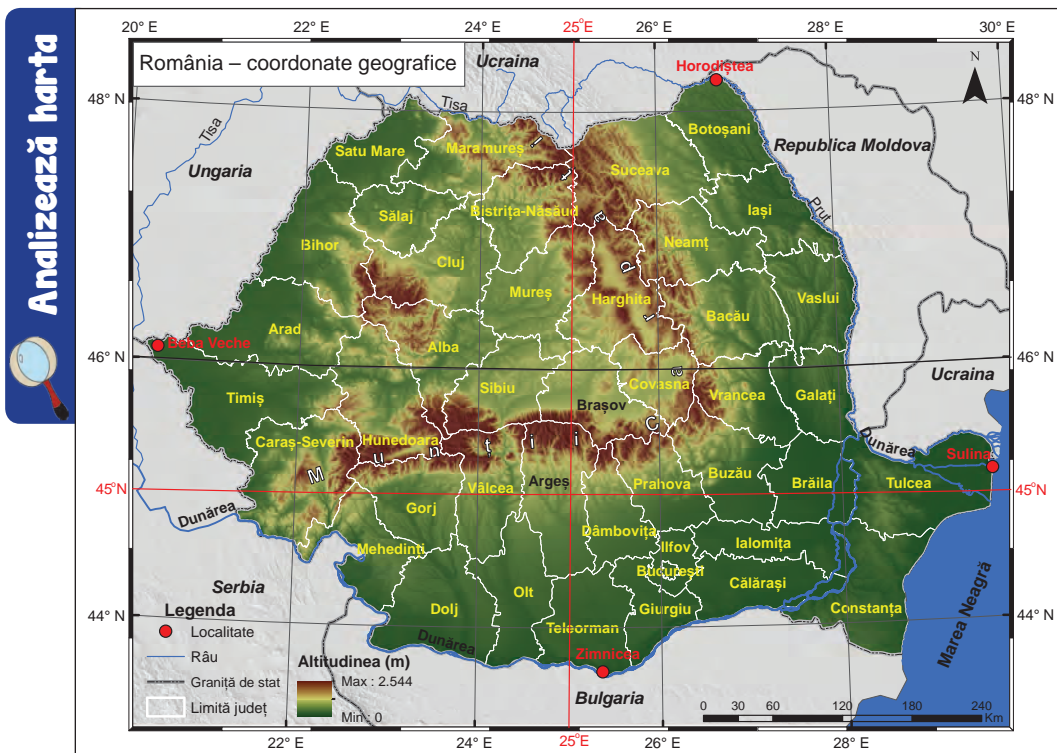 Analizează harta
20° E 22° E 24° E 25°E 26° E 28° E 30° E
România – coordonate geografice
Ucraina
Horodiștea
N
48° N
48° N
Tisa
Tisa
Botoșani
Republica Moldova
Satu Mare
Maramureș
Suceava
Ungaria
Sălaj
Bistrița-Năsăud
Iași
Prut
Bihor
Cluj
Neamț
Mureș
Harghita
Vaslui
Bacău
Arad
Alba
Baba Veche
46° N
46° N
Ucraina
Timiș
Sibiu
Covasna
Vrancea
Galați
Brașov
Caraș-Severin
Hunedoara
Munții Carpați
Dunărea
Sulina
Buzău
45°N
45°N
Vâlcea
Argeș
Prahova
Brăila
Tulcea
Dunărea
Gorj
Dâmbovița
Mehedinți
Ilfov
Ialomița
București
Serbia
Olt
Călărași
Marea Neagră
44° N
44° N
Dolj
Giurgiu
Constanța
Teleorman
Dunărea
Zimnicea
Bulgaria
Legenda
Localitate
Râu
Graniță de stat
Limită județ
Altitudinea (m)
Max : 2.544
Min : 0
0 30 60 120 180 240
Km
22° E 24° E 25°E 26° E 28° E